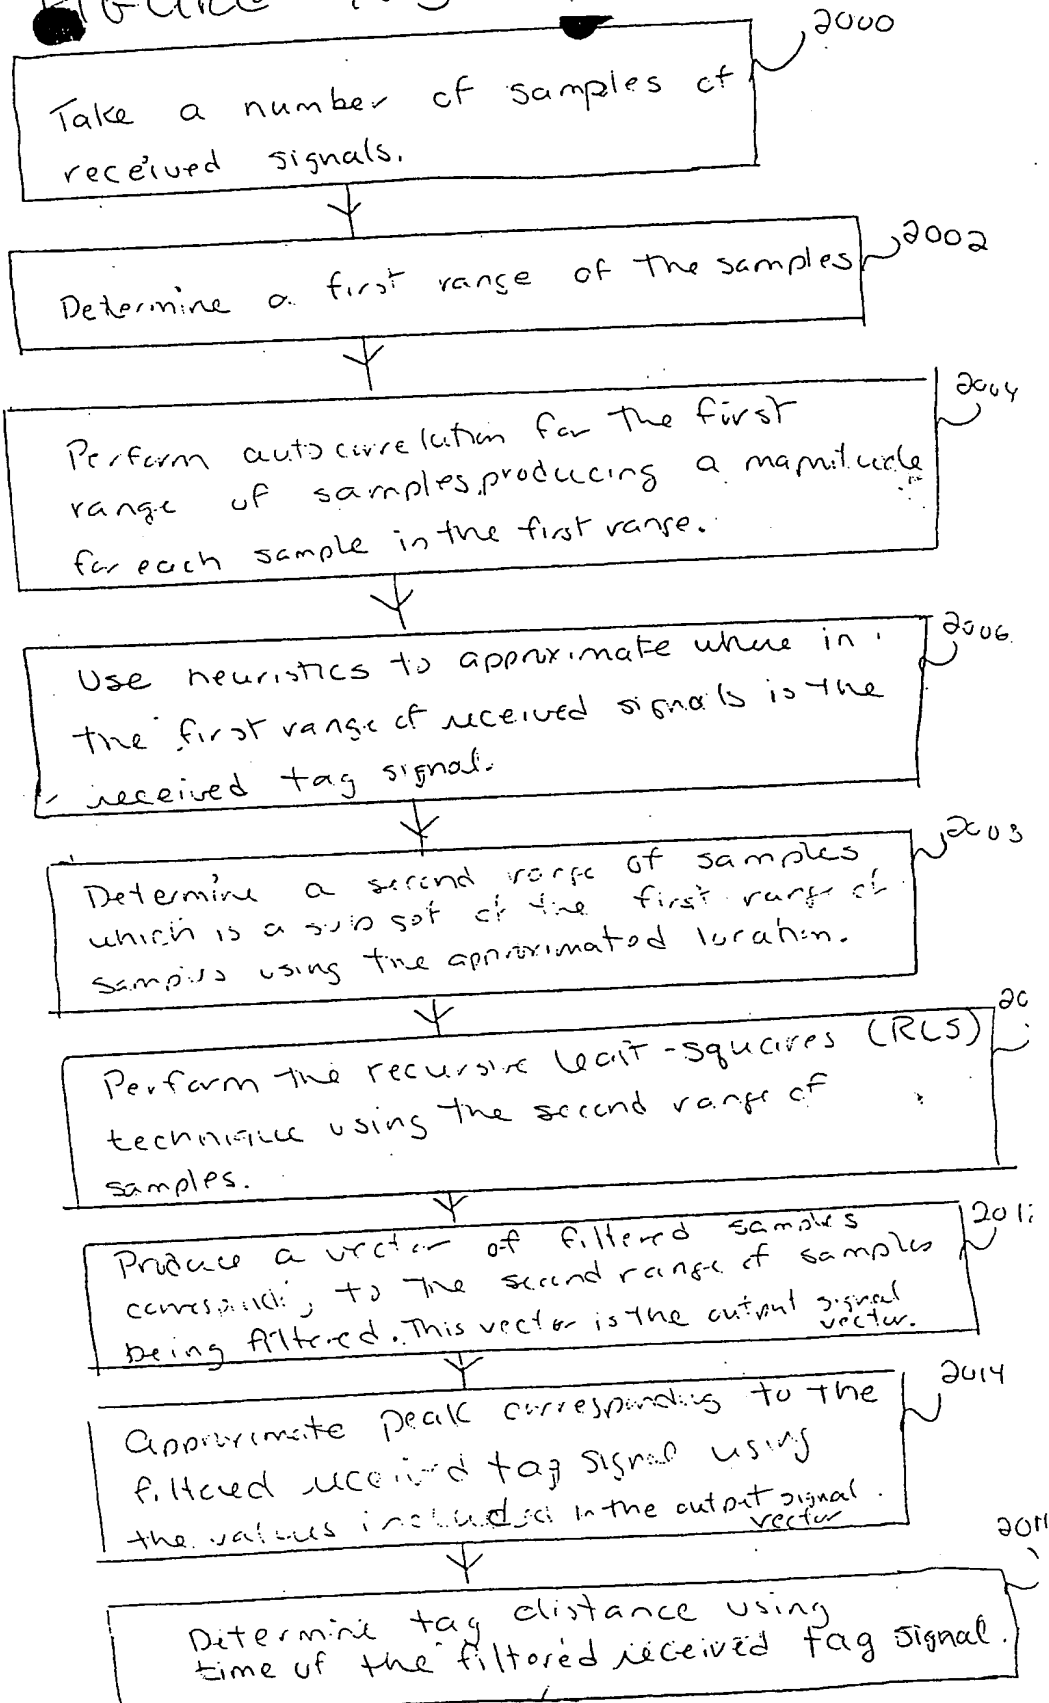 2000
Take a number of samples of
received signals.
2002
Determine a first range of the samples
2004
Perform autocorrelation for the first
range of samples, producing a magnitude
for each sample in the first range.
2006
Use heuristics to approximate where in
the first range of received signals is the
received tag signal.
2008
Determine a second range of samples
which is a subset of the first range of
samples using the approximated location.
20
Perform the recursive least-squares (RLS)
technique using the second range of
samples.
201
Produce a vector of filtered samples
corresponding to the second range of samples
being filtered. This vector is the output signal
vector.
2014
Approximate peak corresponding to the
filtered received tag signal using
the values included in the output signal
vector
201
Determine tag distance using
time of the filtered received tag signal.